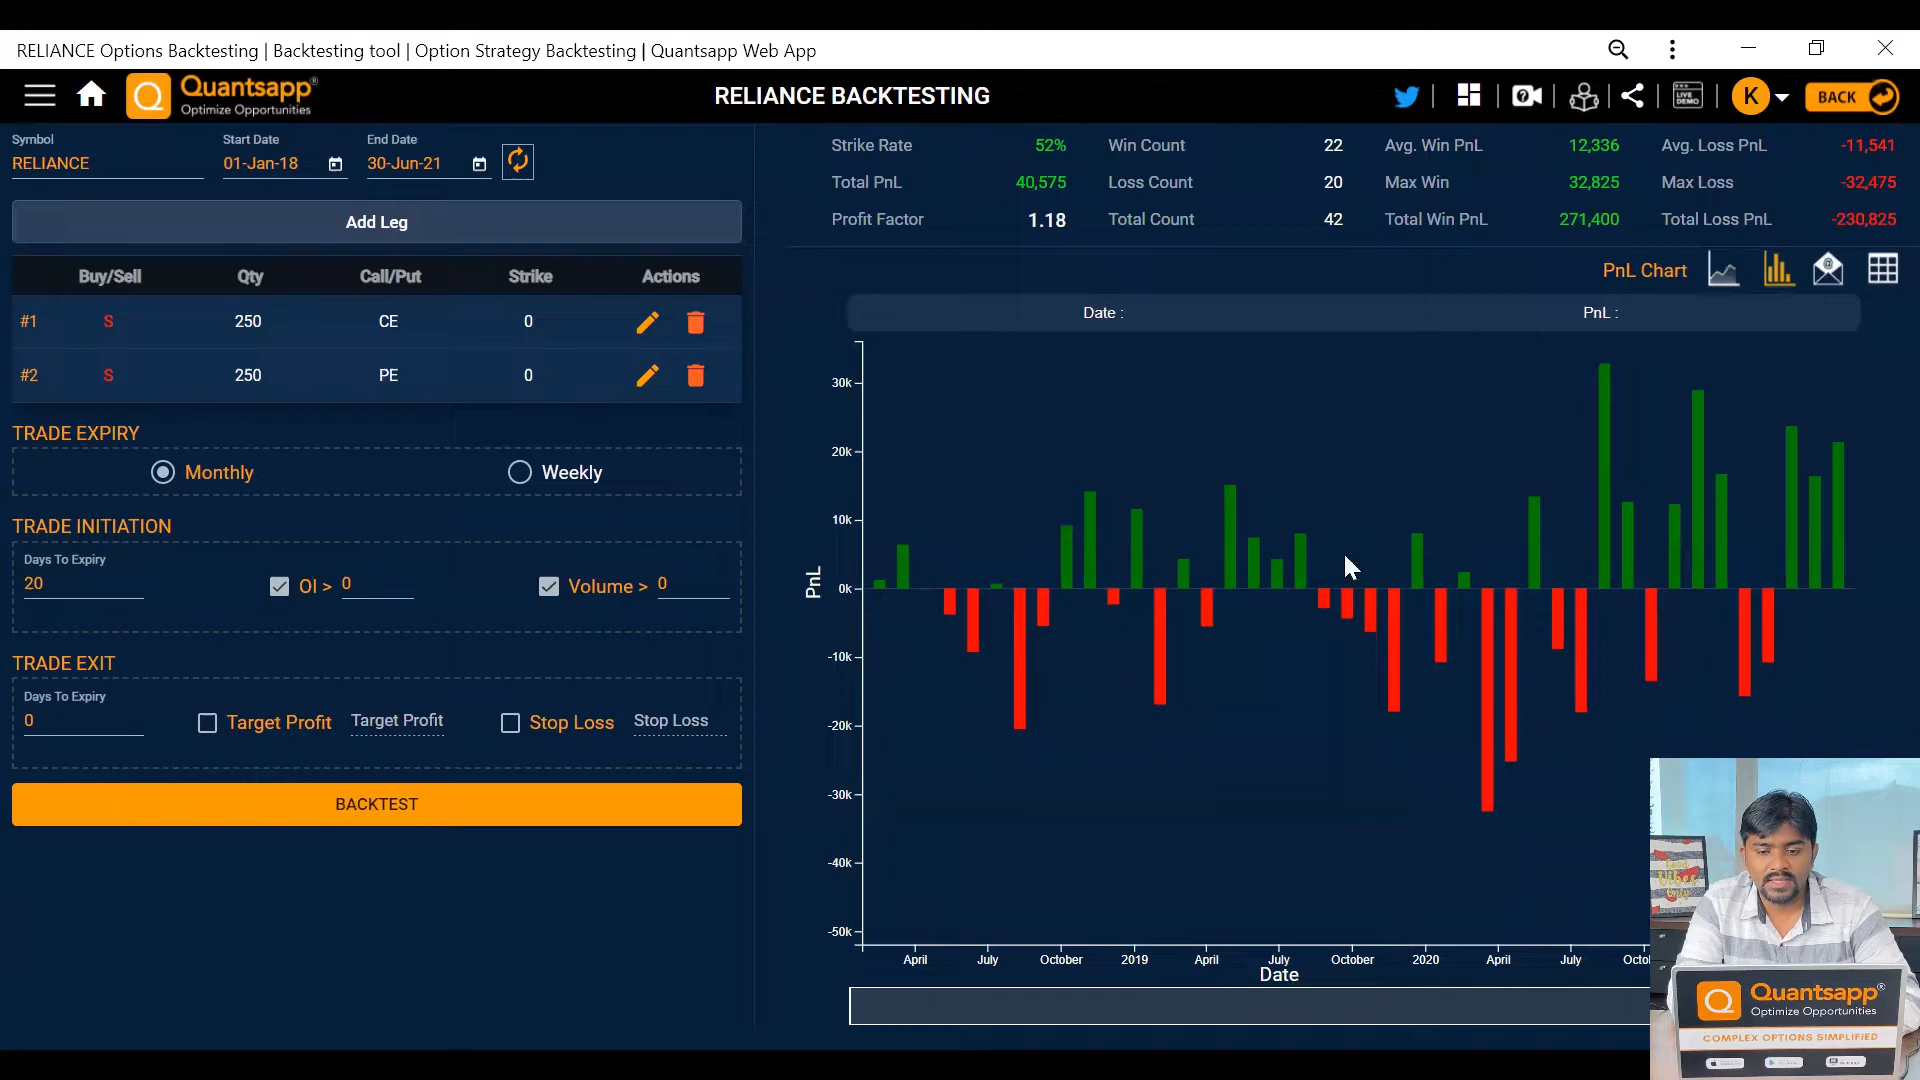 RELIANCE Options Backtesting | Backtesting tool | Option Strategy Backtesting | Quantsapp Web App
Quantsapp®
Optimize Opportunities
RELIANCE BACKTESTING
LIVE
DEMO
K
BACK
Symbol
Start Date
End Date
RELIANCE
01-Jan-18
30-Jun-21
Add Leg
Buy/Sell Qty Call/Put Strike Actions
#1 S 250 CE 0
#2 S 250 PE 0
TRADE EXPIRY
Monthly
Weekly
TRADE INITIATION
Days To Expiry
20
OI > 0
Volume > 0
TRADE EXIT
Days To Expiry
0
Target Profit
Target Profit
Stop Loss
Stop Loss
BACKTEST
Strike Rate 52% Win Count 22 Avg. Win PnL 12,336 Avg. Loss PnL -11,541
Total PnL 40,575 Loss Count 20 Max Win 32,825 Max Loss -32,475
Profit Factor 1.18 Total Count 42 Total Win PnL 271,400 Total Loss PnL -230,825
PnL Chart
Date :
PnL :
30k
20k
10k
0k
-10k
-20k
-30k
-40k
-50k
PnL
April July October 2019 April July October 2020 April July Octo
Date
Good
Vibes
Only
Quantsapp®
Optimize Opportunities
COMPLEX OPTIONS SIMPLIFIED